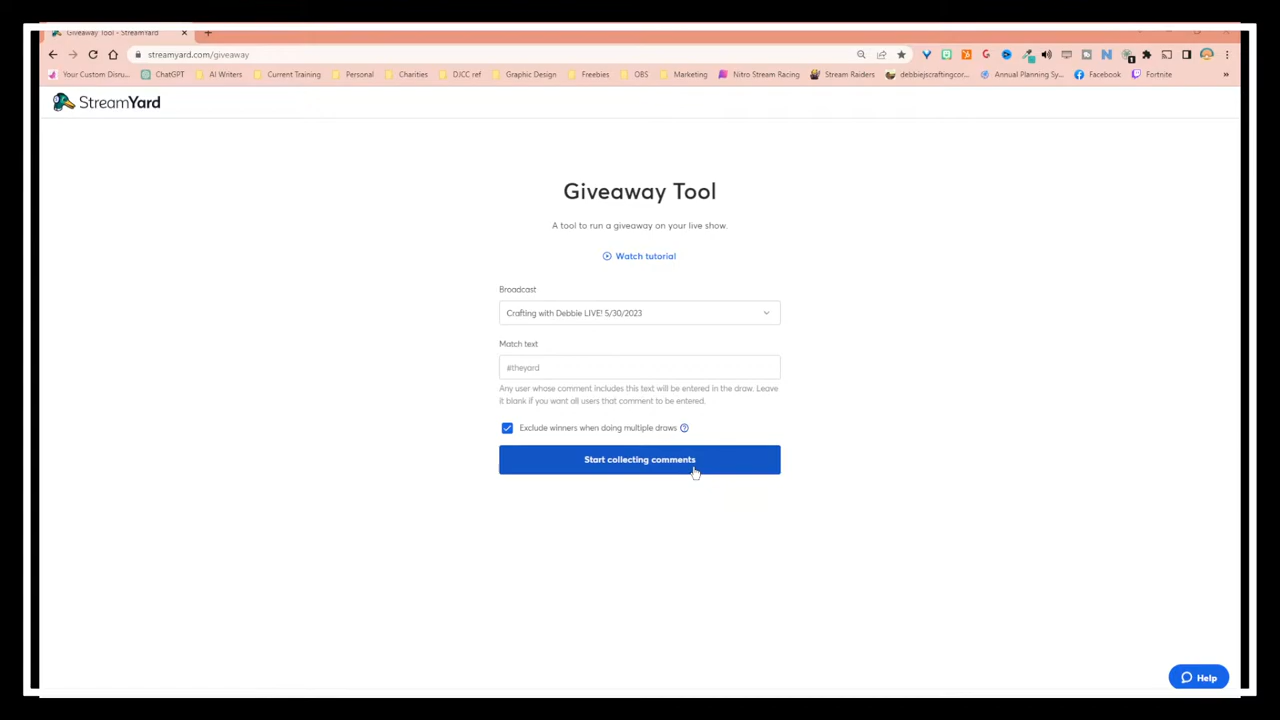 Giveaway Tool - StreamYard
streamyard.com/giveaway
Your Custom Disru... ChatGPT AI Writers Current Training Personal Charities DJCC ref Graphic Design Freebies OBS Marketing Nitro Stream Racing Stream Raiders debbiejscraftingcor... Annual Planning Sy... Facebook Fortnite
StreamYard
Giveaway Tool
A tool to run a giveaway on your live show.
Watch tutorial
Broadcast
Crafting with Debbie LIVE! 5/30/2023
Match text
#theyard
Any user whose comment includes this text will be entered in the draw. Leave
it blank if you want all users that comment to be entered.
Exclude winners when doing multiple draws
Start collecting comments
Help